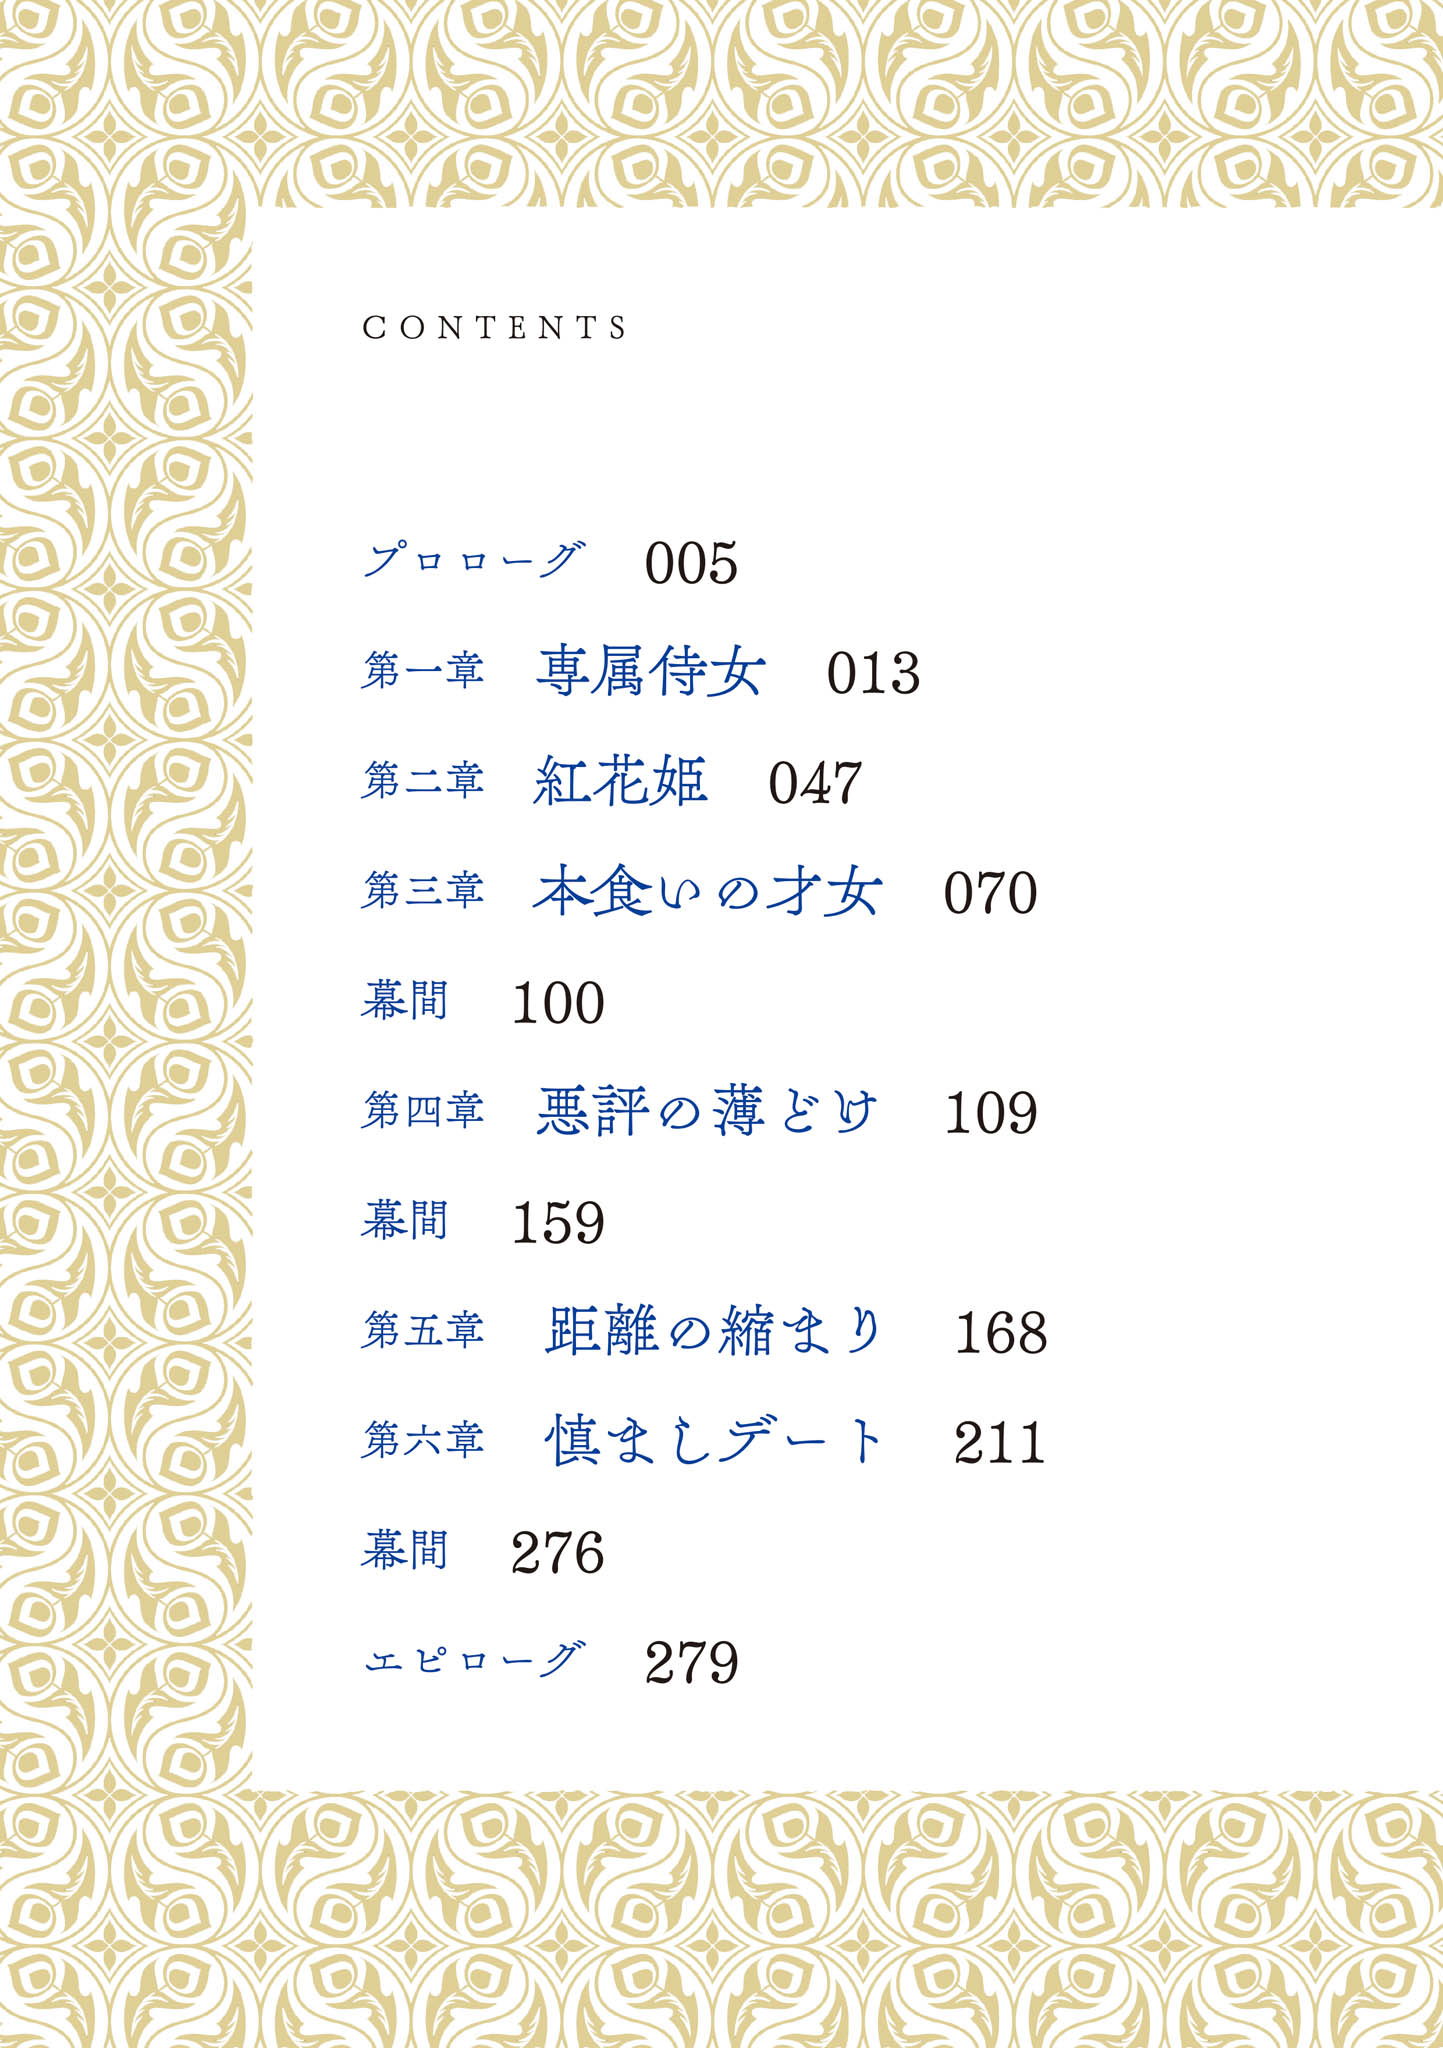 CONTENTS
プロローグ 005
第一章 専属侍女 013
第二章 紅花姫 047
第三章 本食いの才女 070
幕間 100
第四章 悪評の薄どけ 109
幕間 159
第五章 距離の縮まり 168
第六章 慎ましデート 211
幕間 276
エピローグ 279